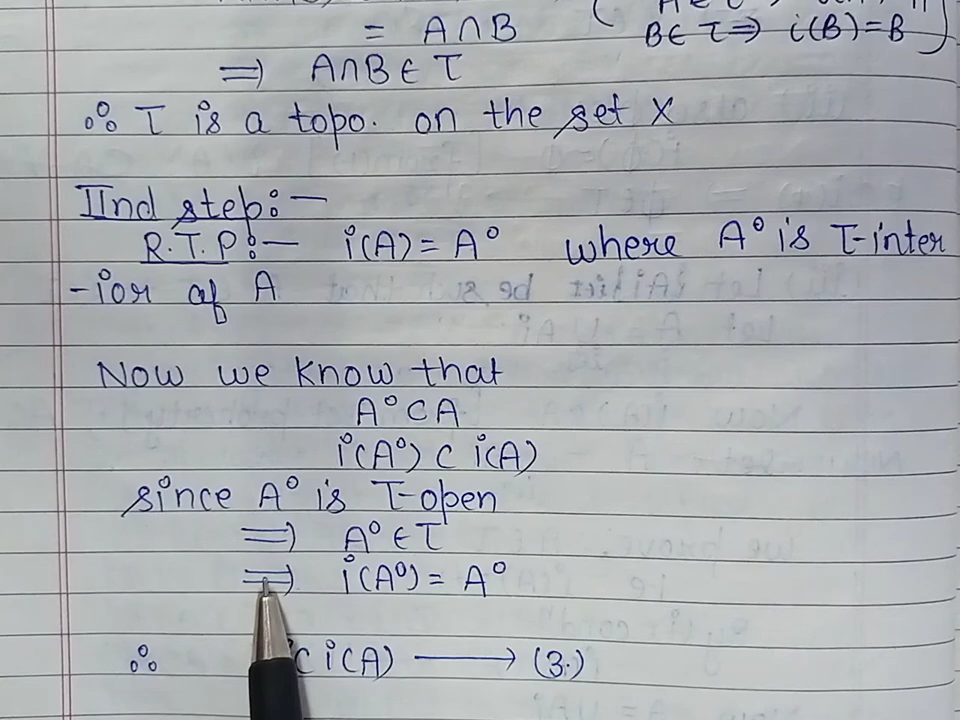 = A∩B
B∈T⇒ i(B)=B
⇒ A∩B∈T
∴ T is a topo. on the set X
IInd step:—
R.T.P:— i(A)=A° where A° is T-inter
-ior of A
Now we know that
A°⊂A
i(A°)⊂ i(A)
since A° is T-open
⇒ A°∈T
⇒ i(A°)= A°
∴ ⊂ i(A) ⟶ (3.)